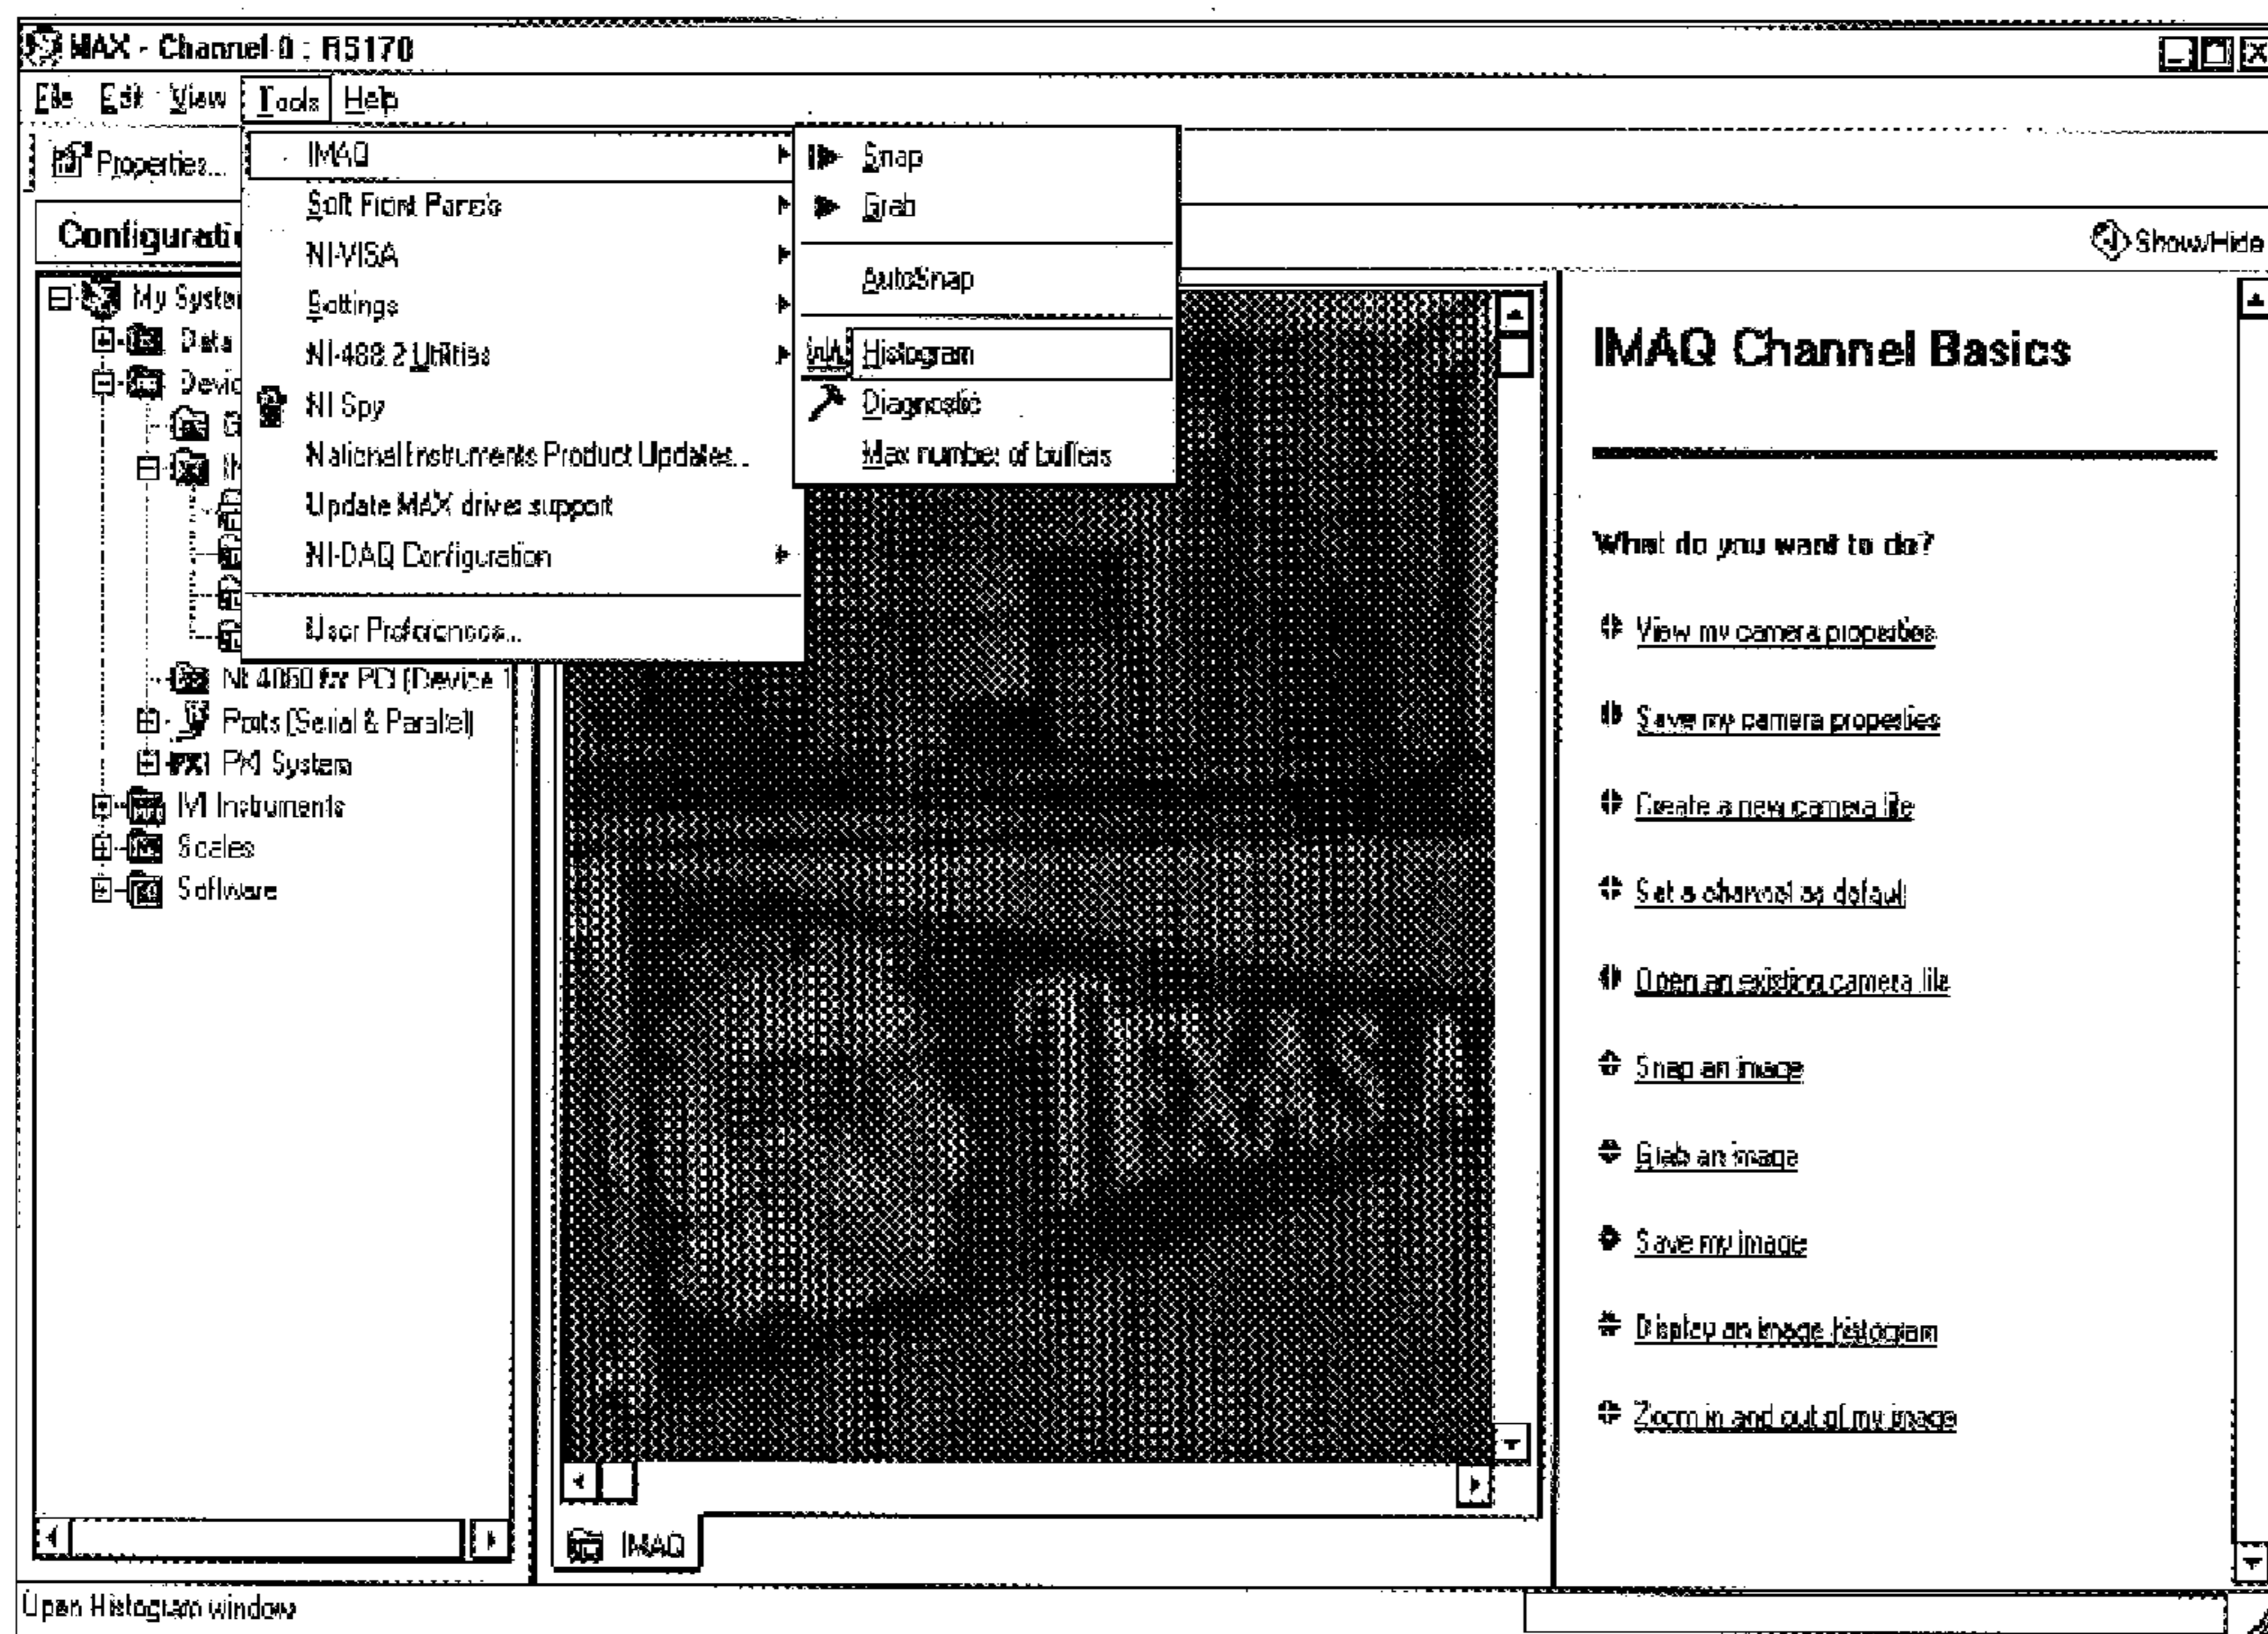 MAX - Channel 0 : RS170
File Edit View Tools Help
Properties...
IMAQ
Soft Front Panels
NI-VISA
Settings
NI-488.2 Utilities
NI Spy
National Instruments Product Updates...
Update MAX driver support
NI-DAQ Configuration
User Preferences...
Snap
Grab
AutoSnap
Histogram
Diagnostic
Max number of buffers
Show/Hide
Configuratio
My System
Data
Devic
G
IM
NI 4060 for PCI (Device 1
Ports (Serial & Parallel)
PXI PXI System
IVI Instruments
Scales
Software
IMAQ
IMAQ Channel Basics
What do you want to do?
View my camera properties
Save my camera properties
Create a new camera file
Set a channel as default
Open an existing camera file
Snap an image
Grab an image
Save my image
Display an image histogram
Zoom in and out of my image
Open Histogram window